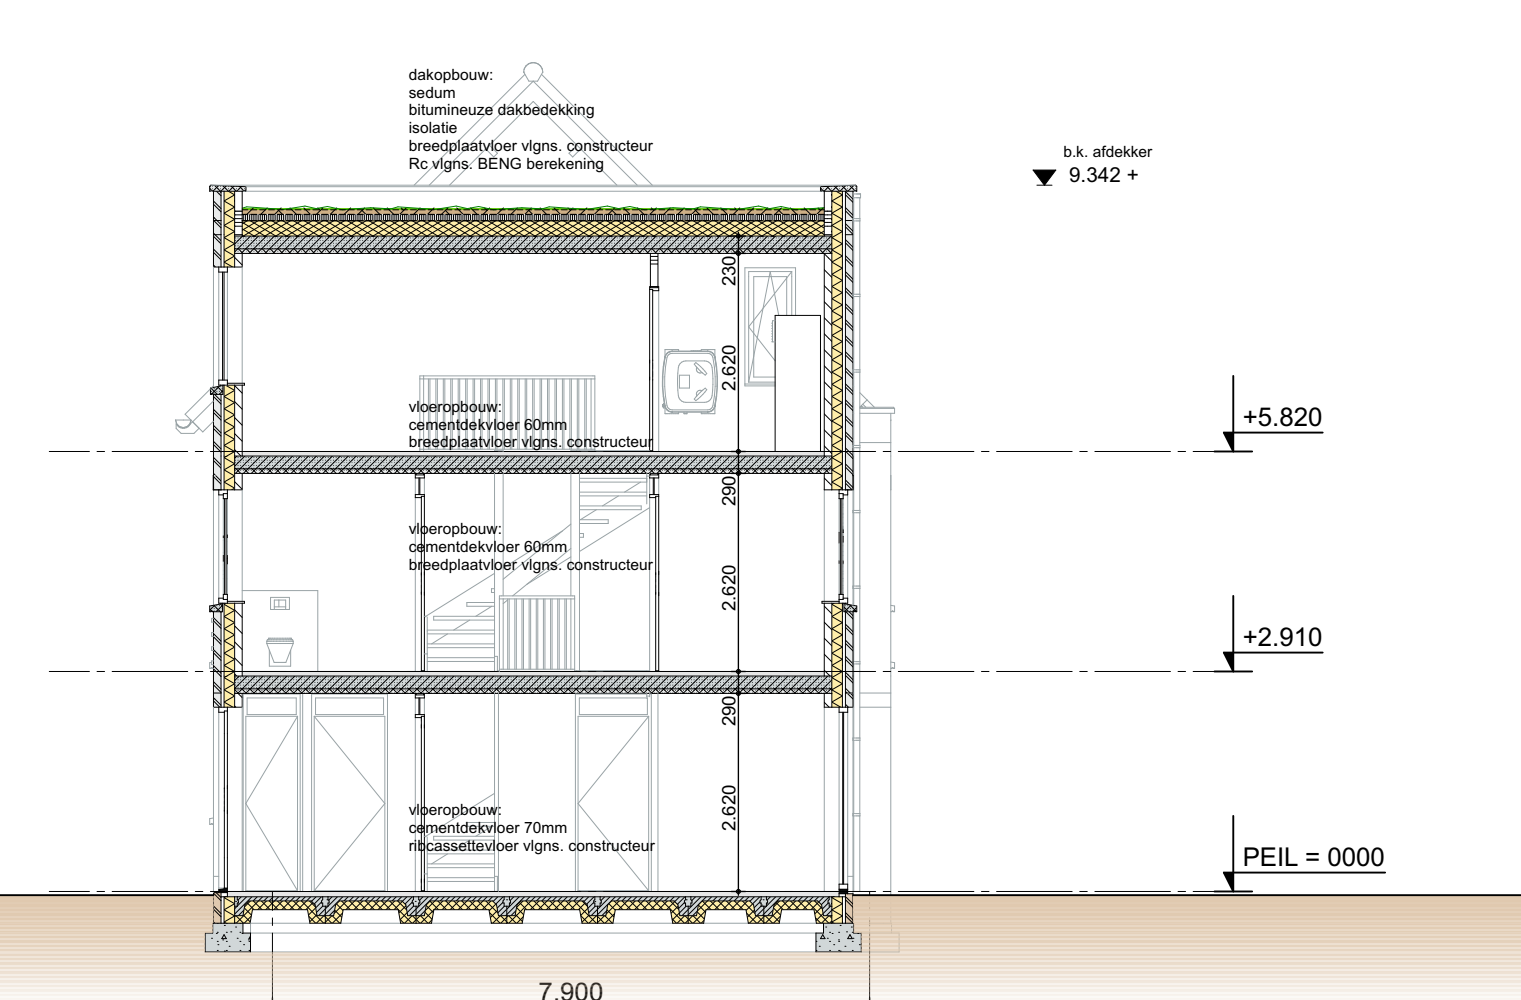 dakopbouw:
sedum
bitumineuze dakbedekking
isolatie
breedplaatvloer vlgns. constructeur
Rc vlgns. BENG berekening
b.k. afdekker
9.342 +
230
2.620
vloeropbouw:
cementdekvloer 60mm
breedplaatvloer vlgns. constructeur
+5.820
290
vloeropbouw:
cementdekvloer 60mm
breedplaatvloer vlgns. constructeur
2.620
+2.910
290
2.620
vloeropbouw:
cementdekvloer 70mm
ribcassettevloer vlgns. constructeur
PEIL = 0000
7.900